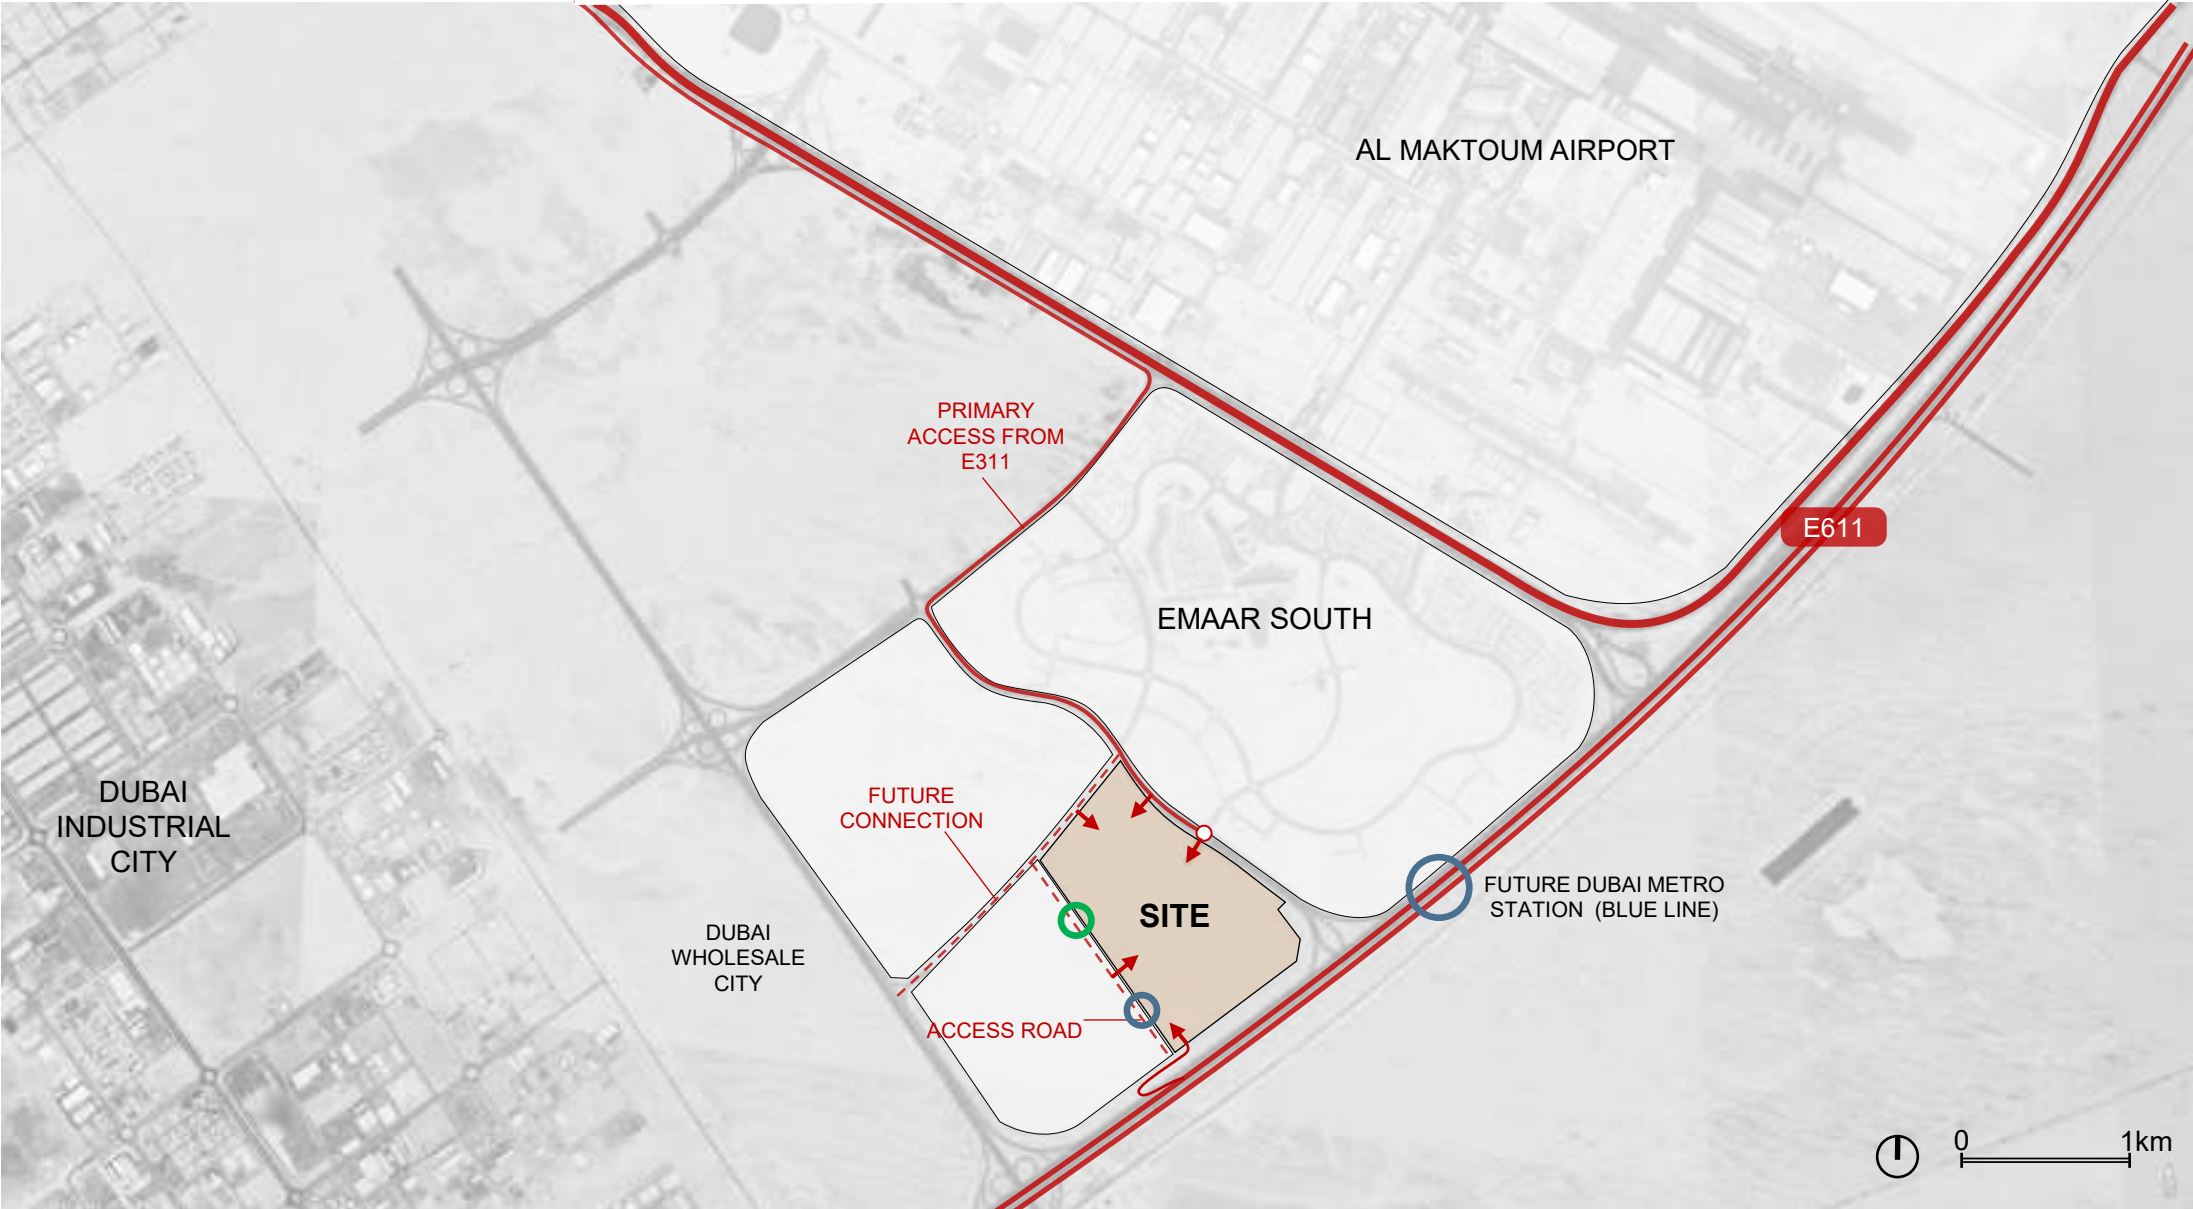 AL MAKTOUM AIRPORT
PRIMARY
ACCESS FROM
E311
E611
EMAAR SOUTH
DUBAI
INDUSTRIAL
CITY
FUTURE
CONNECTION
FUTURE DUBAI METRO
STATION (BLUE LINE)
SITE
DUBAI
WHOLESALE
CITY
ACCESS ROAD
0 1km